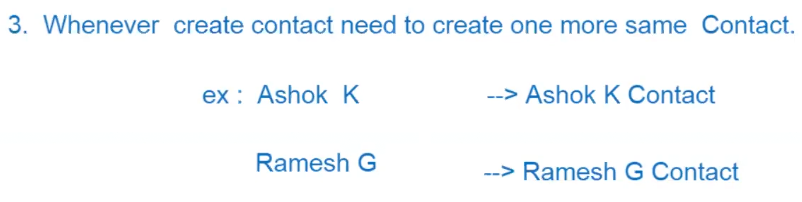 3. Whenever create contact need to create one more same Contact.
ex : Ashok K --> Ashok K Contact
Ramesh G --> Ramesh G Contact